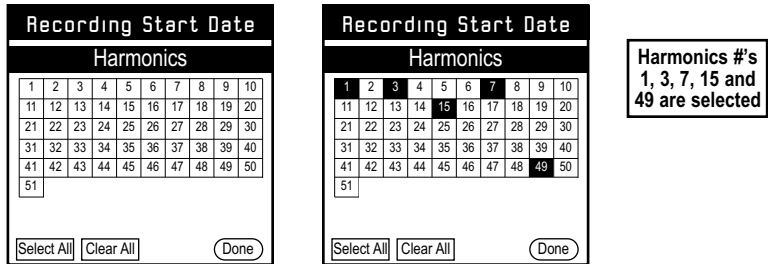 Recording Start Date
Harmonics
1 2 3 4 5 6 7 8 9 10
11 12 13 14 15 16 17 18 19 20
21 22 23 24 25 26 27 28 29 30
31 32 33 34 35 36 37 38 39 40
41 42 43 44 45 46 47 48 49 50
51
Select All Clear All Done
Recording Start Date
Harmonics
1 2 3 4 5 6 7 8 9 10
11 12 13 14 15 16 17 18 19 20
21 22 23 24 25 26 27 28 29 30
31 32 33 34 35 36 37 38 39 40
41 42 43 44 45 46 47 48 49 50
51
Select All Clear All Done
Harmonics #'s
1, 3, 7, 15 and
49 are selected